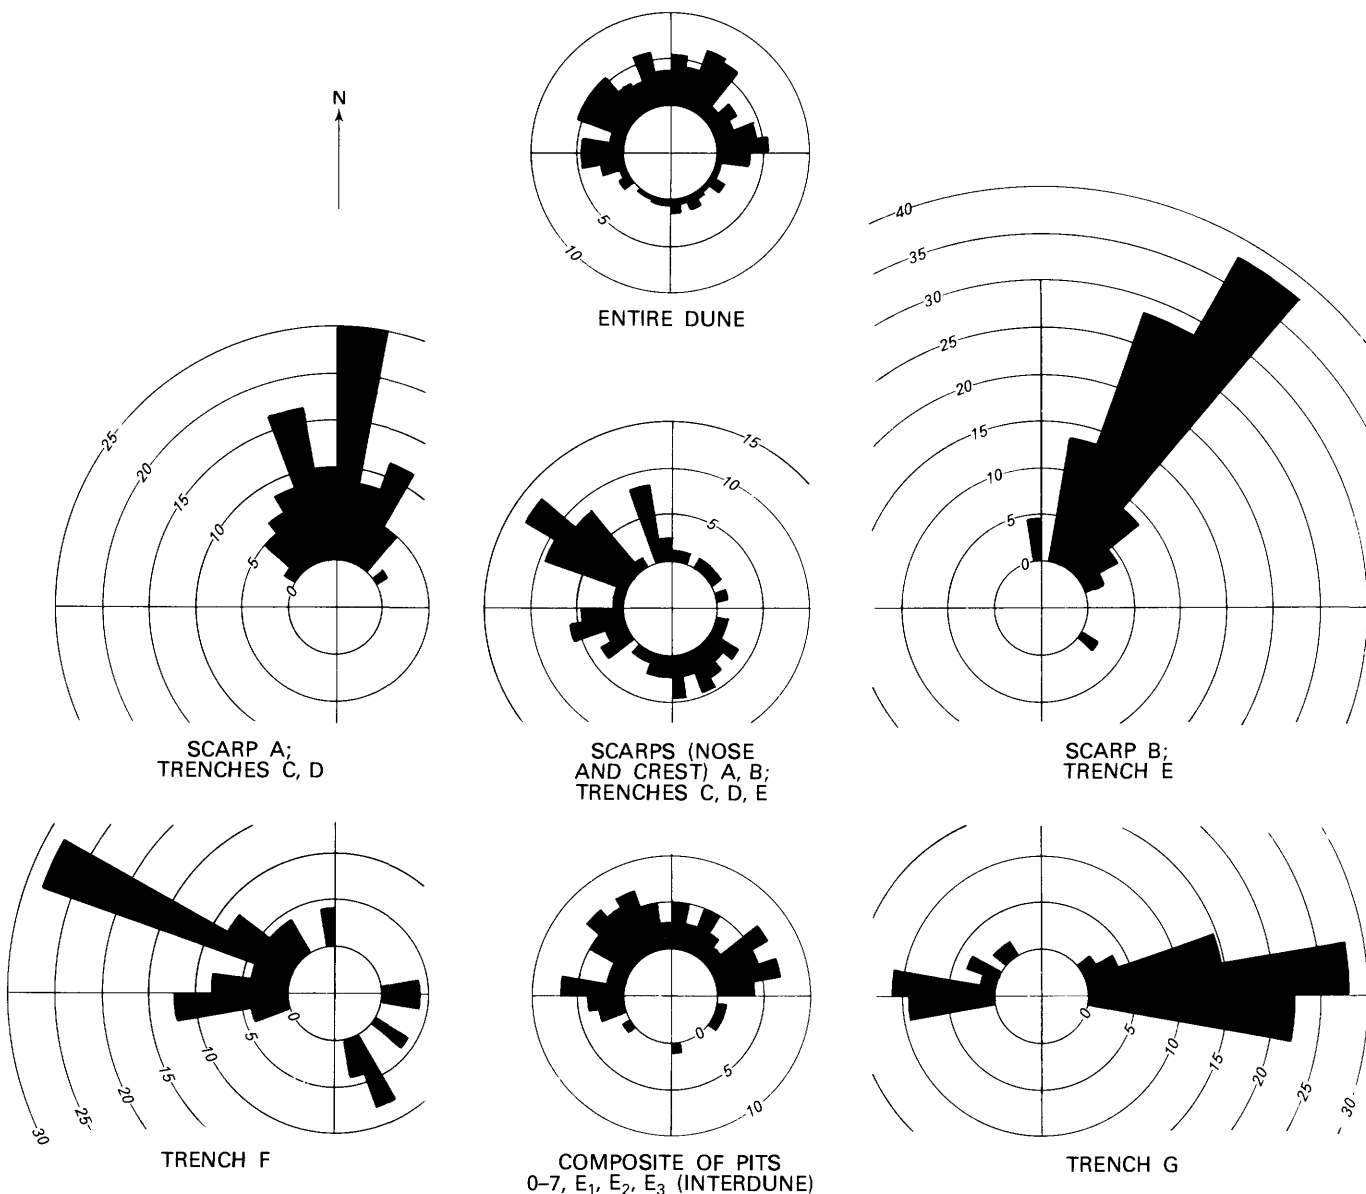 N
5
10
ENTIRE DUNE
25
20
15
10
5
0
SCARP A;
TRENCHES C, D
15
10
5
SCARPS (NOSE
AND CREST) A, B;
TRENCHES C, D, E
40
35
30
25
20
15
10
5
0
SCARP B;
TRENCH E
0
5
10
15
20
25
30
TRENCH F
0
5
10
COMPOSITE OF PITS
0–7, E₁, E₂, E₃ (INTERDUNE)
0
5
10
15
20
25
30
TRENCH G